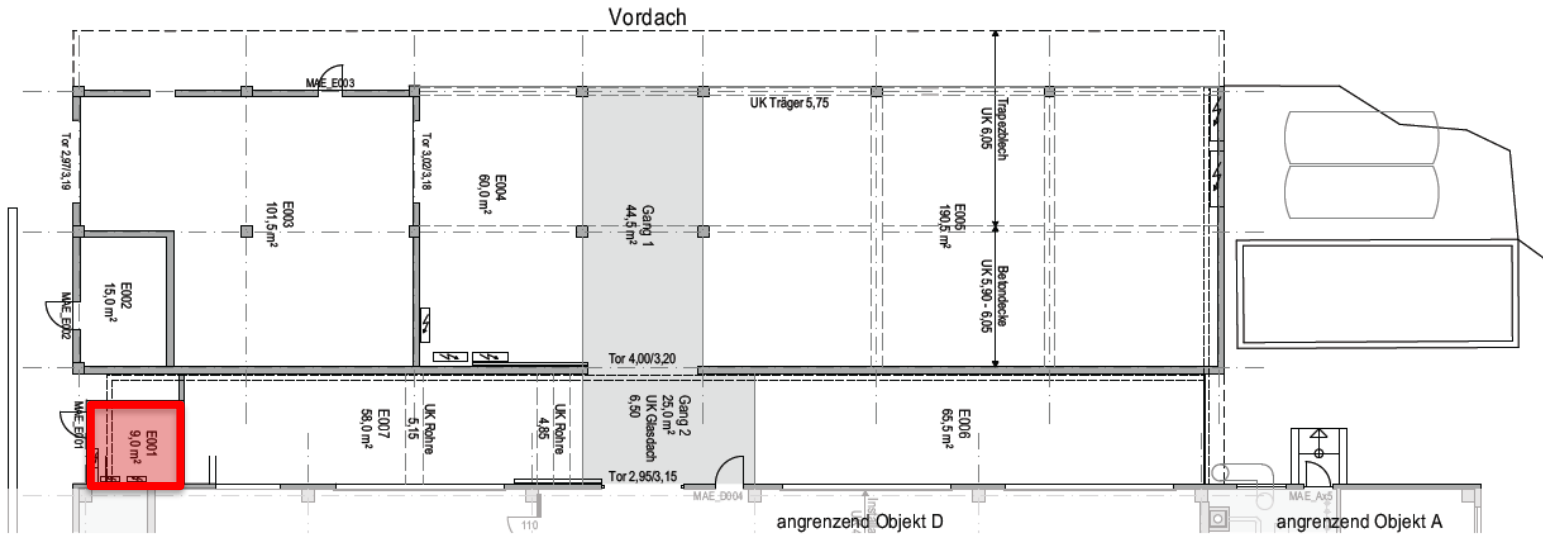 Vordach
MAE_E003
UK Träger 5,75
Trapezblech
UK 6,05
Tor 2,97/3,19
Tor 3,02/3,18
E003
101,5 m²
E004
60,0 m²
Gang 1
44,5 m²
E005
190,5 m²
Betondecke
UK 5,90 - 6,05
MAE_E002
E002
15,0 m²
Tor 4,00/3,20
MAE_E001
E001
9,0 m²
E007
58,0 m²
UK Rohre
5,15
UK Rohre
4,85
Gang 2
25,0 m²
UK Glasdach
6,50
E006
65,5 m²
Tor 2,95/3,15
MAE_D004
MAE_Ax5
110
angrenzend Objekt D
angrenzend Objekt A